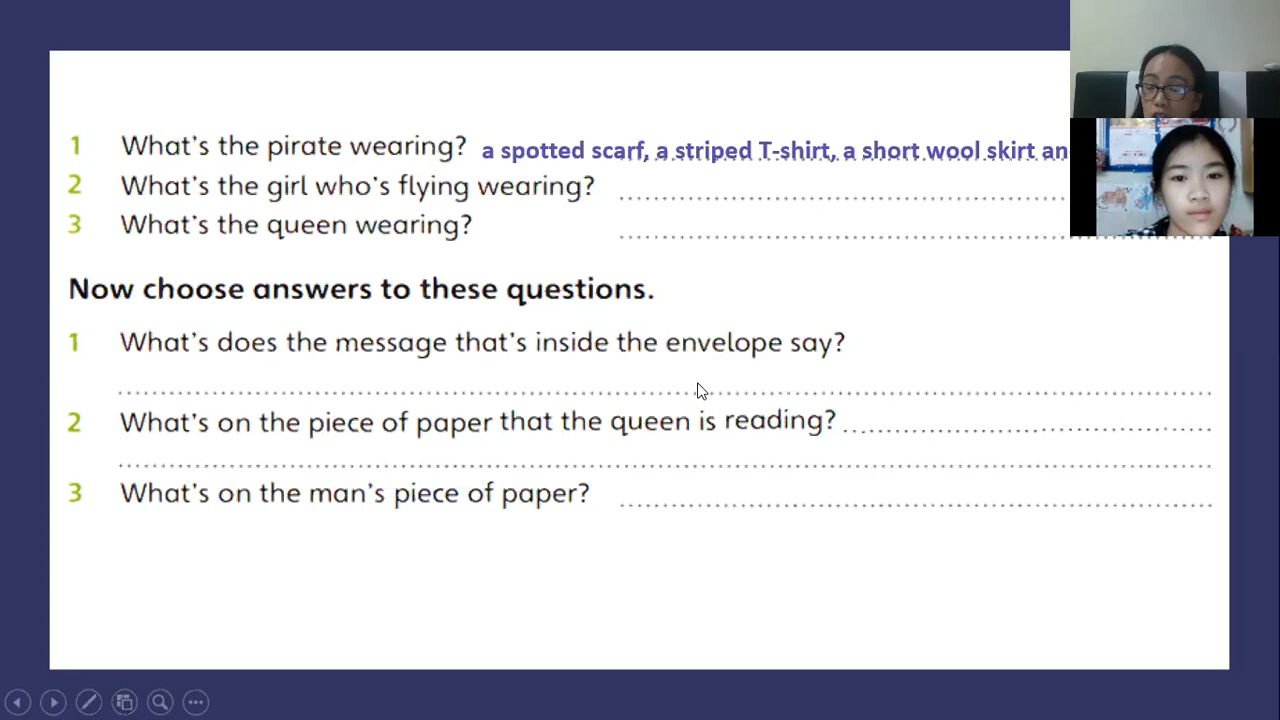 1 What's the pirate wearing? a spotted scarf, a striped T-shirt, a short wool skirt an
2 What's the girl who's flying wearing?
3 What's the queen wearing?
Now choose answers to these questions.
1 What's does the message that's inside the envelope say?
2 What's on the piece of paper that the queen is reading?
3 What's on the man's piece of paper?